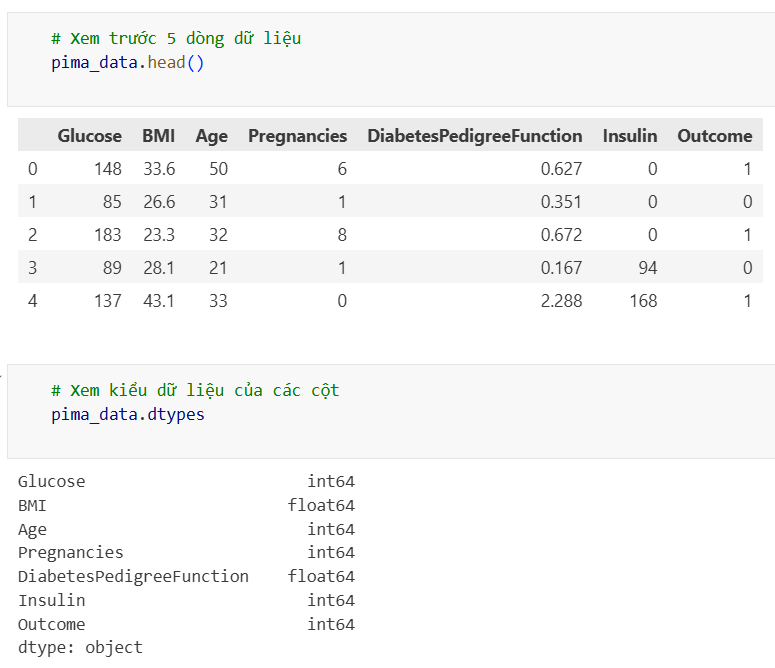 # Xem trước 5 dòng dữ liệu
pima_data.head()
Glucose BMI Age Pregnancies DiabetesPedigreeFunction Insulin Outcome
0 148 33.6 50 6 0.627 0 1
1 85 26.6 31 1 0.351 0 0
2 183 23.3 32 8 0.672 0 1
3 89 28.1 21 1 0.167 94 0
4 137 43.1 33 0 2.288 168 1
# Xem kiểu dữ liệu của các cột
pima_data.dtypes
Glucose int64
BMI float64
Age int64
Pregnancies int64
DiabetesPedigreeFunction float64
Insulin int64
Outcome int64
dtype: object